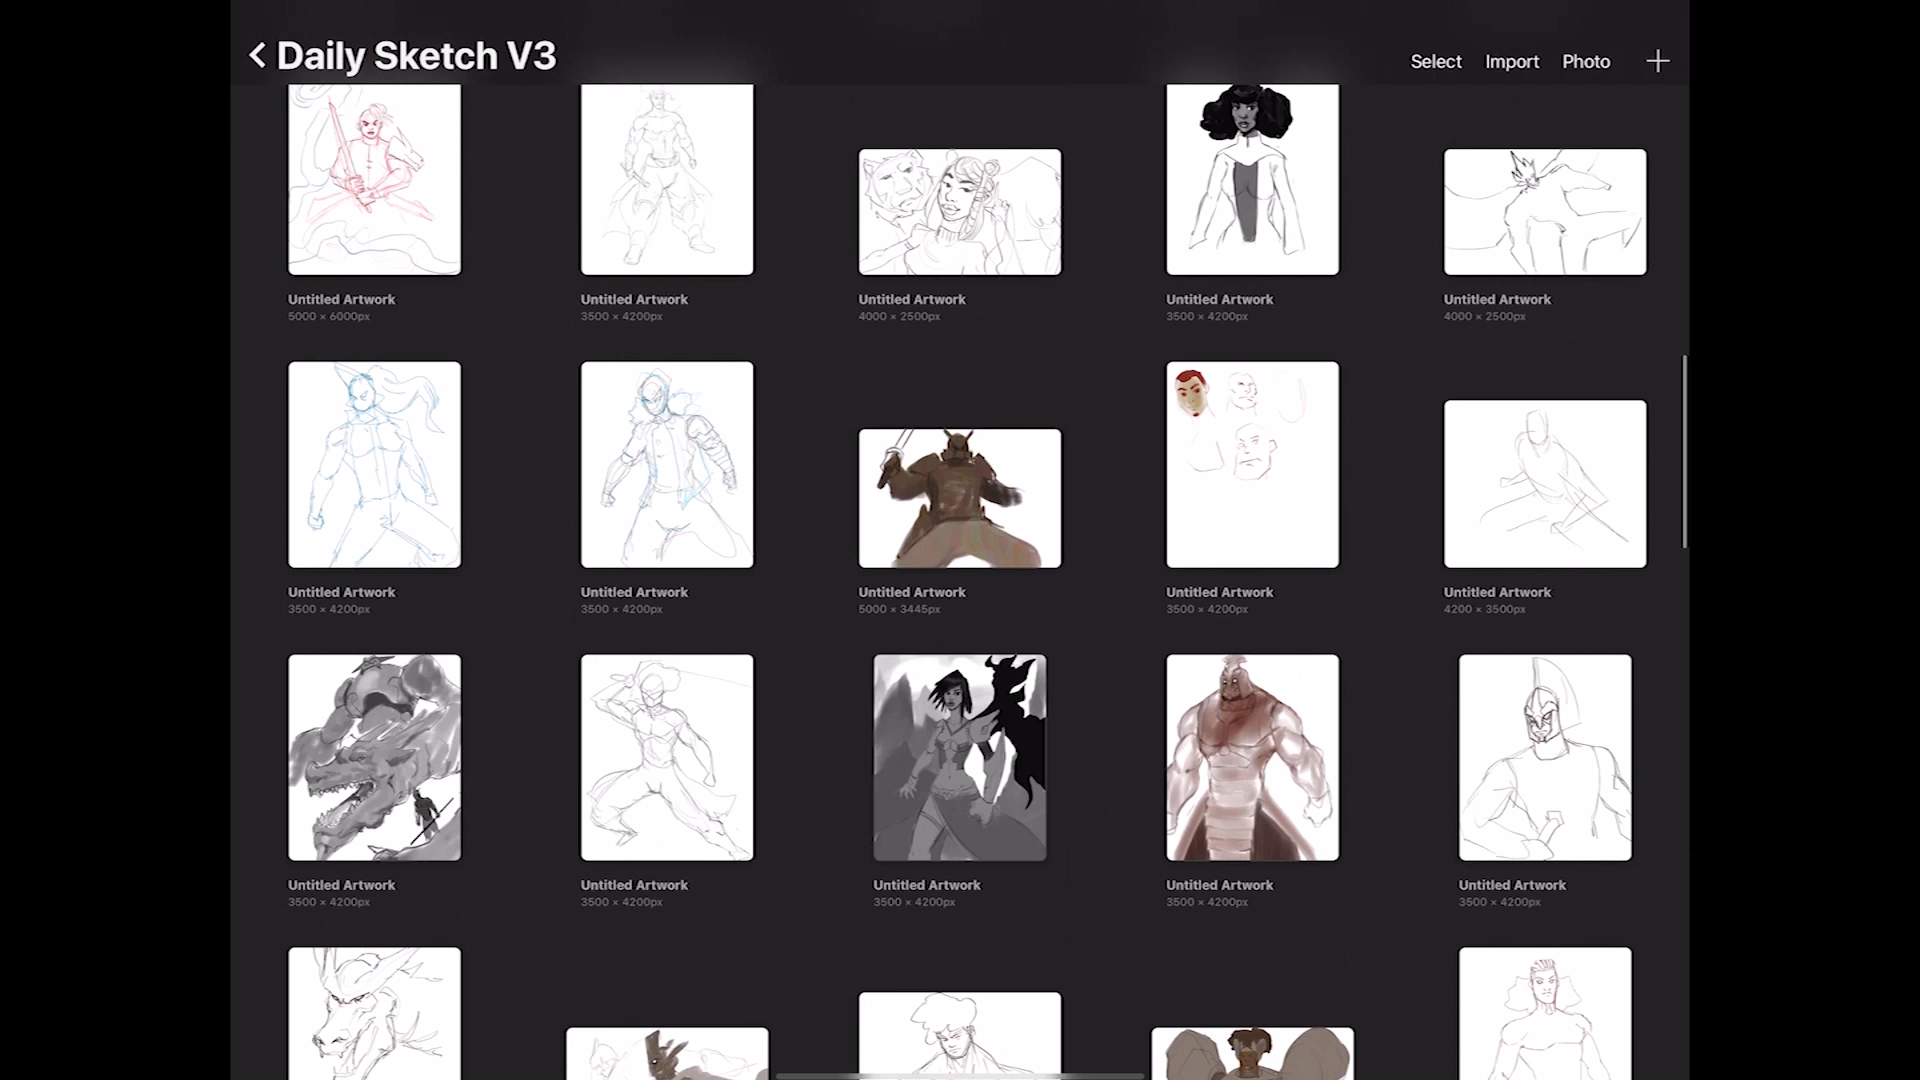 Daily Sketch V3
Select Import Photo
Untitled Artwork
5000 × 6000px
Untitled Artwork
3500 × 4200px
Untitled Artwork
4000 × 2500px
Untitled Artwork
3500 × 4200px
Untitled Artwork
4000 × 2500px
Untitled Artwork
3500 × 4200px
Untitled Artwork
3500 × 4200px
Untitled Artwork
5000 × 3445px
Untitled Artwork
3500 × 4200px
Untitled Artwork
4200 × 3500px
Untitled Artwork
3500 × 4200px
Untitled Artwork
3500 × 4200px
Untitled Artwork
3500 × 4200px
Untitled Artwork
3500 × 4200px
Untitled Artwork
3500 × 4200px